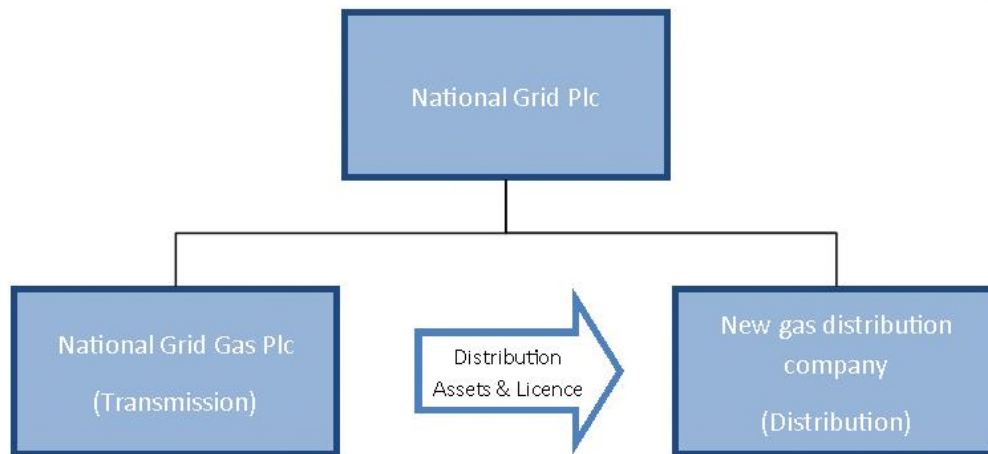 National Grid Plc
National Grid Gas Plc
(Transmission)
Distribution
Assets & Licence
New gas distribution
company
(Distribution)